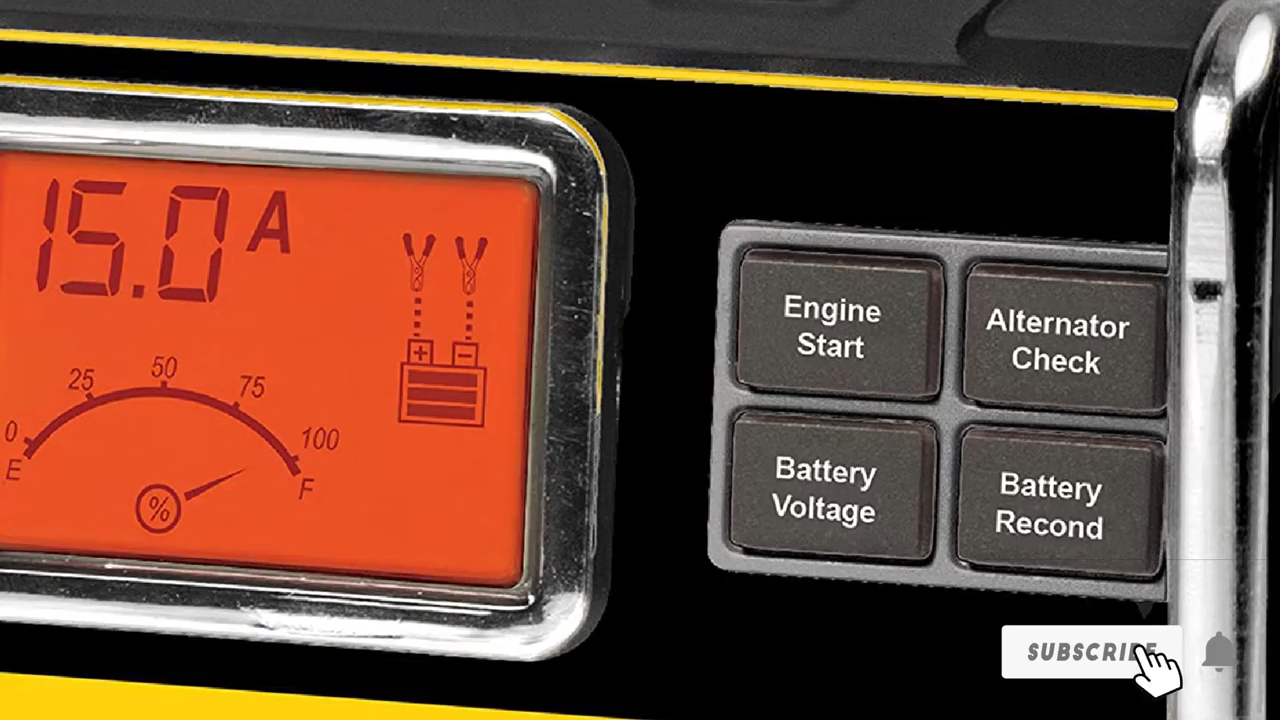 15.0 A
0
25
50
75
100
E
F
%
+
−
Engine
Start
Alternator
Check
Battery
Voltage
Battery
Recond
SUBSCRIBE